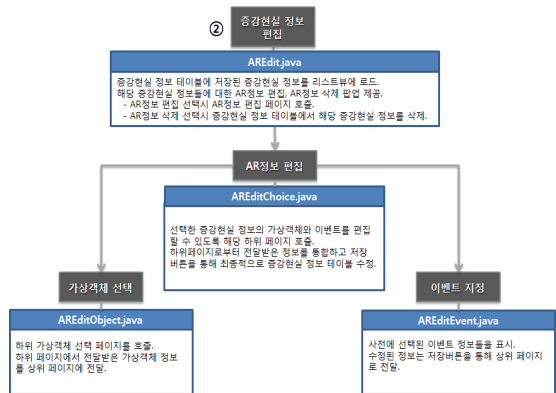 ②
증강현실 정보
편집
AREdit.java
증강현실 정보 테이블에 저장된 증강현실 정보를 리스트뷰에 로드.
해당 증강현실 정보들에 대한 AR정보 편집, AR정보 삭제 팝업 제공.
- AR정보 편집 선택시 AR정보 편집 페이지 호출.
- AR정보 삭제 선택시 증강현실 정보 테이블에서 해당 증강현실 정보를 삭제.
AR정보 편집
AREditChoice.java
선택한 증강현실 정보의 가상객체와 이벤트를 편집
할 수 있도록 해당 하위 페이지 호출.
하위페이지로부터 전달받은 정보를 통합하고 저장
버튼을 통해 최종적으로 증강현실 정보 테이블 수정.
가상객체 선택
AREditObject.java
하위 가상객체 선택 페이지를 호출.
하위 페이지에서 전달받은 가상객체 정보
를 상위 페이지에 전달.
이벤트 지정
AREditEvent.java
사전에 선택된 이벤트 정보들을 표시.
수정된 정보는 저장버튼을 통해 상위 페이지
로 전달.